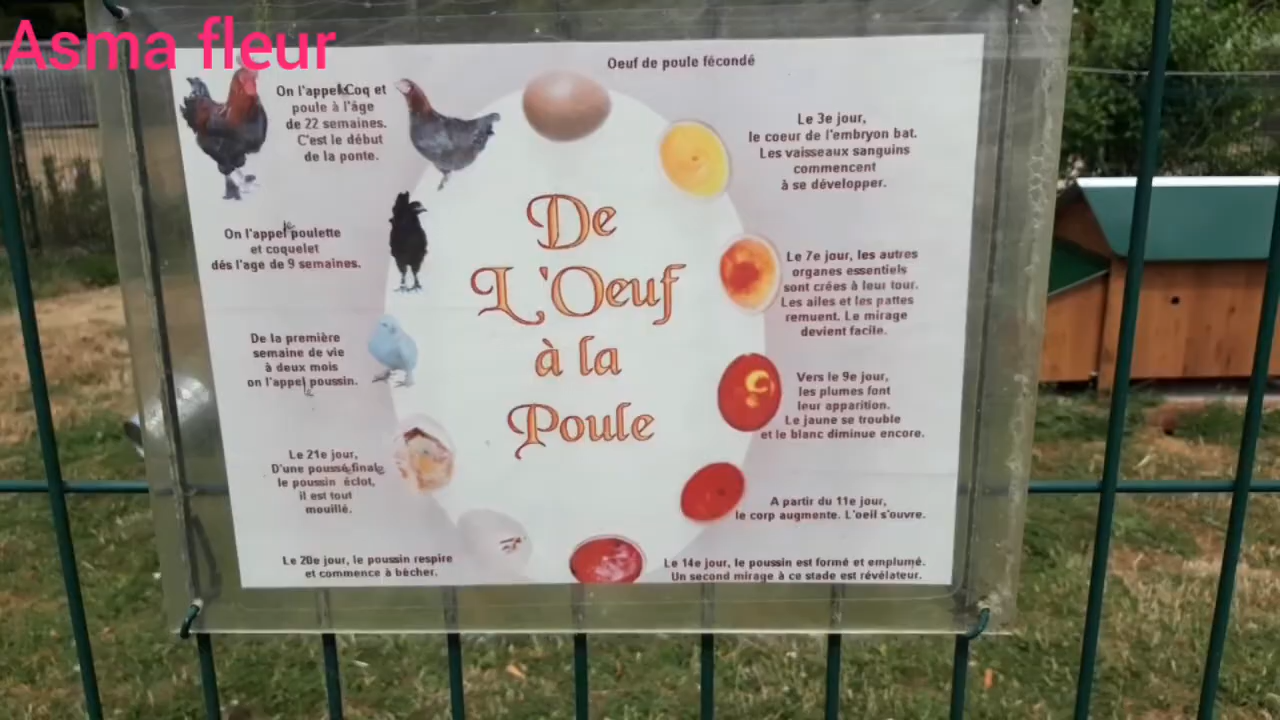 Asma fleur
Oeuf de poule fécondé
Le 3e jour,
le coeur de l'embryon bat.
Les vaisseaux sanguins
commencent
à se développer.
Le 7e jour, les autres
organes essentiels
sont crées à leur tour.
Les ailes et les pattes
remuent. Le mirage
devient facile.
Vers le 9e jour,
les plumes font
leur apparition.
Le jaune se trouble
et le blanc diminue encore.
A partir du 11e jour,
le corp augmente. L'oeil s'ouvre.
Le 14e jour, le poussin est formé et emplumé.
Un second mirage à ce stade est révélateur.
Le 20e jour, le poussin respire
et commence à bêcher.
Le 21e jour,
D'une poussé finale
le poussin éclot,
il est tout
mouillé.
De la première
semaine de vie
à deux mois
on l'appel poussin.
On l'appel poulette
et coquelet
dés l'age de 9 semaines.
On l'appel Coq et
poule à l'âge
de 22 semaines.
C'est le début
de la ponte.
De
L'Oeuf
à la
Poule